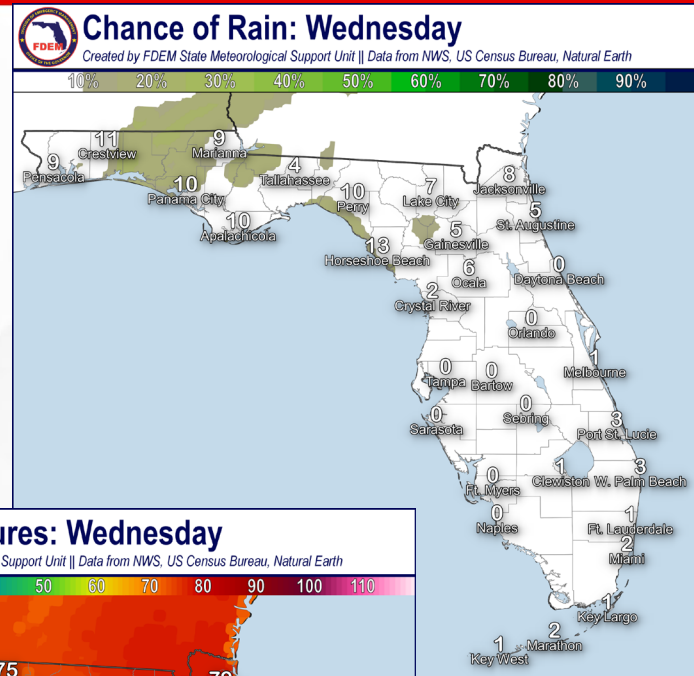 FDEM
Chance of Rain: Wednesday
Created by FDEM State Meteorological Support Unit || Data from NWS, US Census Bureau, Natural Earth
10% 20% 30% 40% 50% 60% 70% 80% 90%
11
Crestview
9
Marianna
9
Pensacola
4
Tallahassee
8
Jacksonville
10
Panama City
10
Perry
7
Lake City
10
Apalachicola
5
St. Augustine
5
Gainesville
13
Horseshoe Beach
6
Ocala
0
Daytona Beach
2
Crystal River
0
Orlando
1
Melbourne
0
Tampa
0
Bartow
0
Sarasota
0
Sebring
3
Port St. Lucie
0
Ft. Myers
1
Clewiston
3
W. Palm Beach
0
Naples
1
Ft. Lauderdale
2
Miami
1
Key Largo
2
Marathon
1
Key West
ures: Wednesday
Support Unit || Data from NWS, US Census Bureau, Natural Earth
50 60 70 80 90 100 110
75